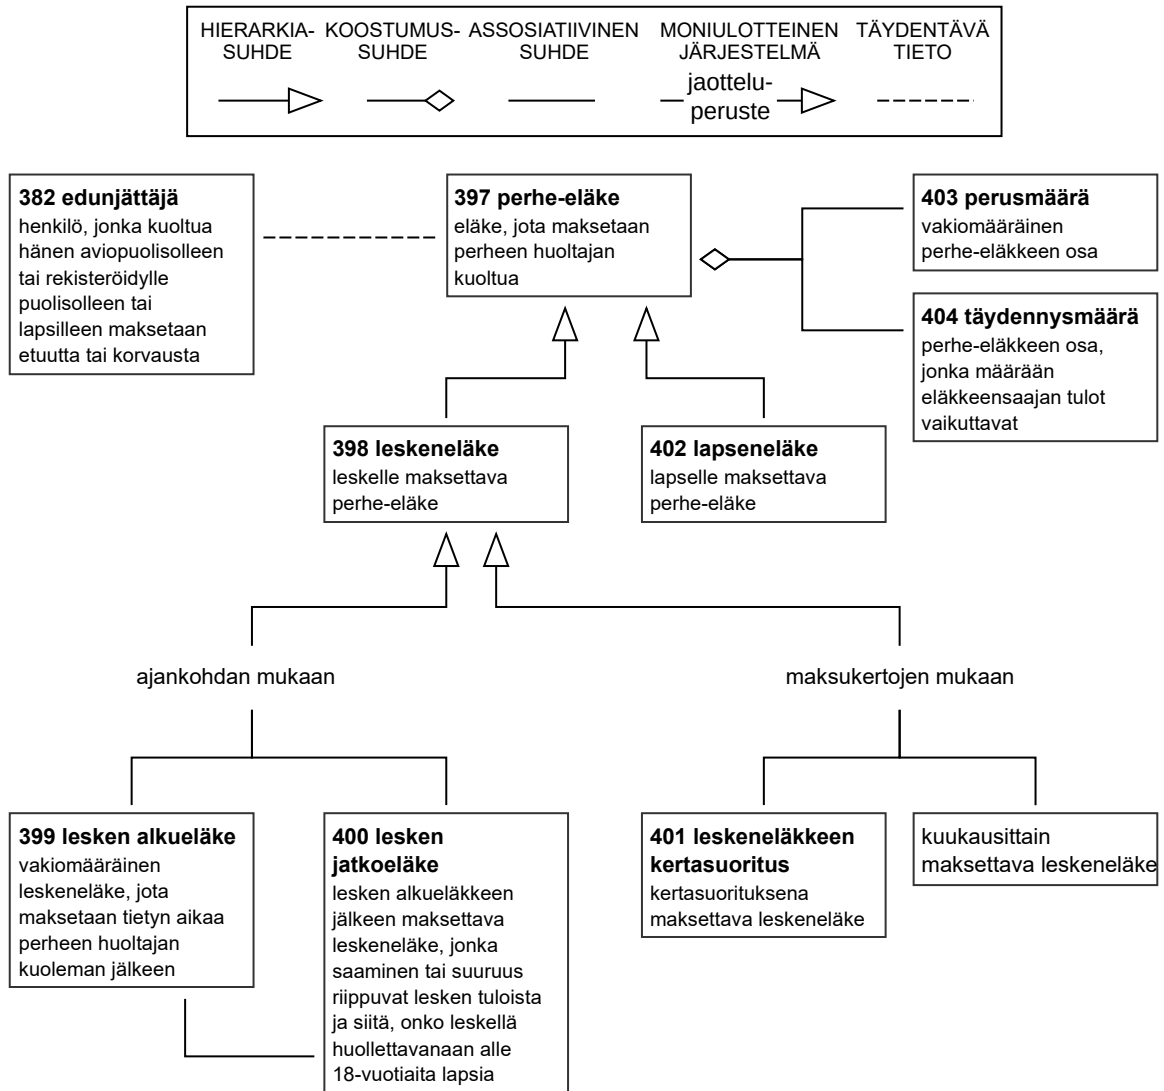 HIERARKIA-
SUHDE
KOOSTUMUS-
SUHDE
ASSOSIATIIVINEN
SUHDE
MONIULOTTEINEN
JÄRJESTELMÄ
jaottelu-
peruste
TÄYDENTÄVÄ
TIETO
382 edunjättäjä
henkilö, jonka kuoltua
hänen aviopuolisolleen
tai rekisteröidylle
puolisolleen tai
lapsilleen maksetaan
etuutta tai korvausta
397 perhe-eläke
eläke, jota maksetaan
perheen huoltajan
kuoltua
403 perusmäärä
vakiomääräinen
perhe-eläkkeen osa
404 täydennysmäärä
perhe-eläkkeen osa,
jonka määrään
eläkkeensaajan tulot
vaikuttavat
398 leskeneläke
leskelle maksettava
perhe-eläke
402 lapseneläke
lapselle maksettava
perhe-eläke
ajankohdan mukaan
maksukertojen mukaan
399 lesken alkueläke
vakiomääräinen
leskeneläke, jota
maksetaan tietyn aikaa
perheen huoltajan
kuoleman jälkeen
400 lesken
jatkoeläke
lesken alkueläkkeen
jälkeen maksettava
leskeneläke, jonka
saaminen tai suuruus
riippuvat lesken tuloista
ja siitä, onko leskellä
huollettavanaan alle
18-vuotiaita lapsia
401 leskeneläkkeen
kertasuoritus
kertasuorituksena
maksettava leskeneläke
kuukausittain
maksettava leskeneläke